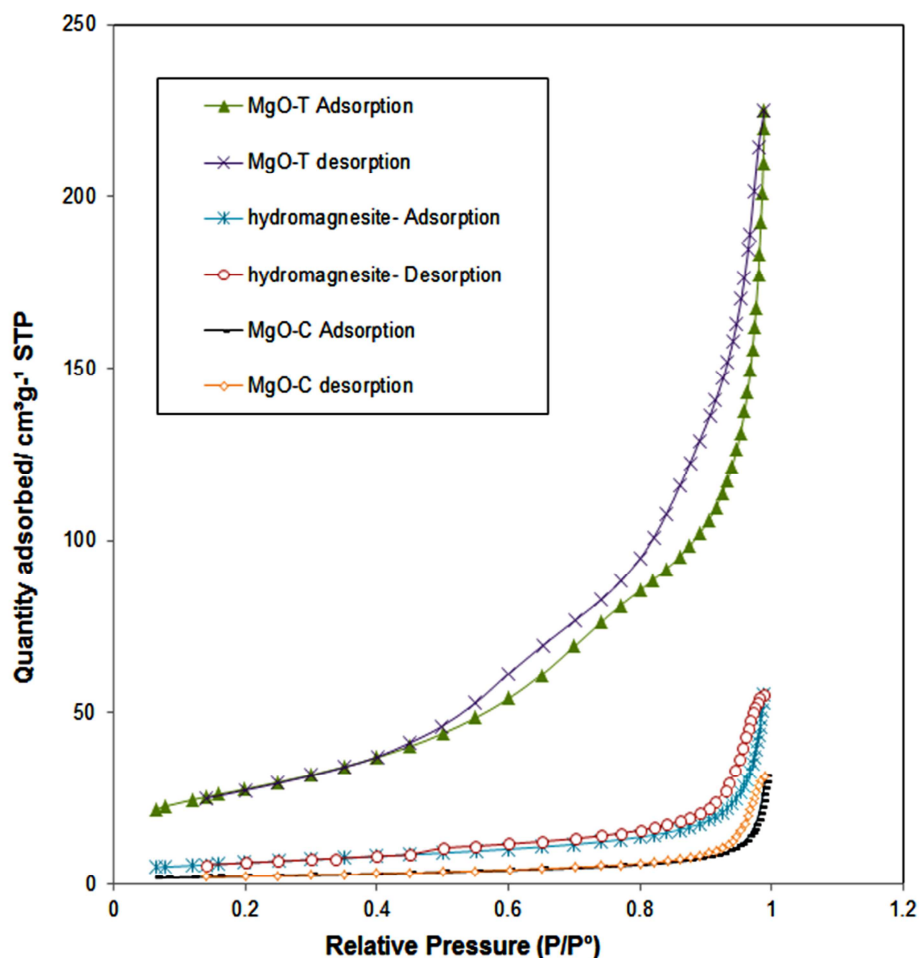 250
200
150
100
50
0
Quantity adsorbed/ cm³g-¹ STP
MgO-T Adsorption
MgO-T desorption
hydromagnesite- Adsorption
hydromagnesite- Desorption
MgO-C Adsorption
MgO-C desorption
0 0.2 0.4 0.6 0.8 1 1.2
Relative Pressure (P/Pº)